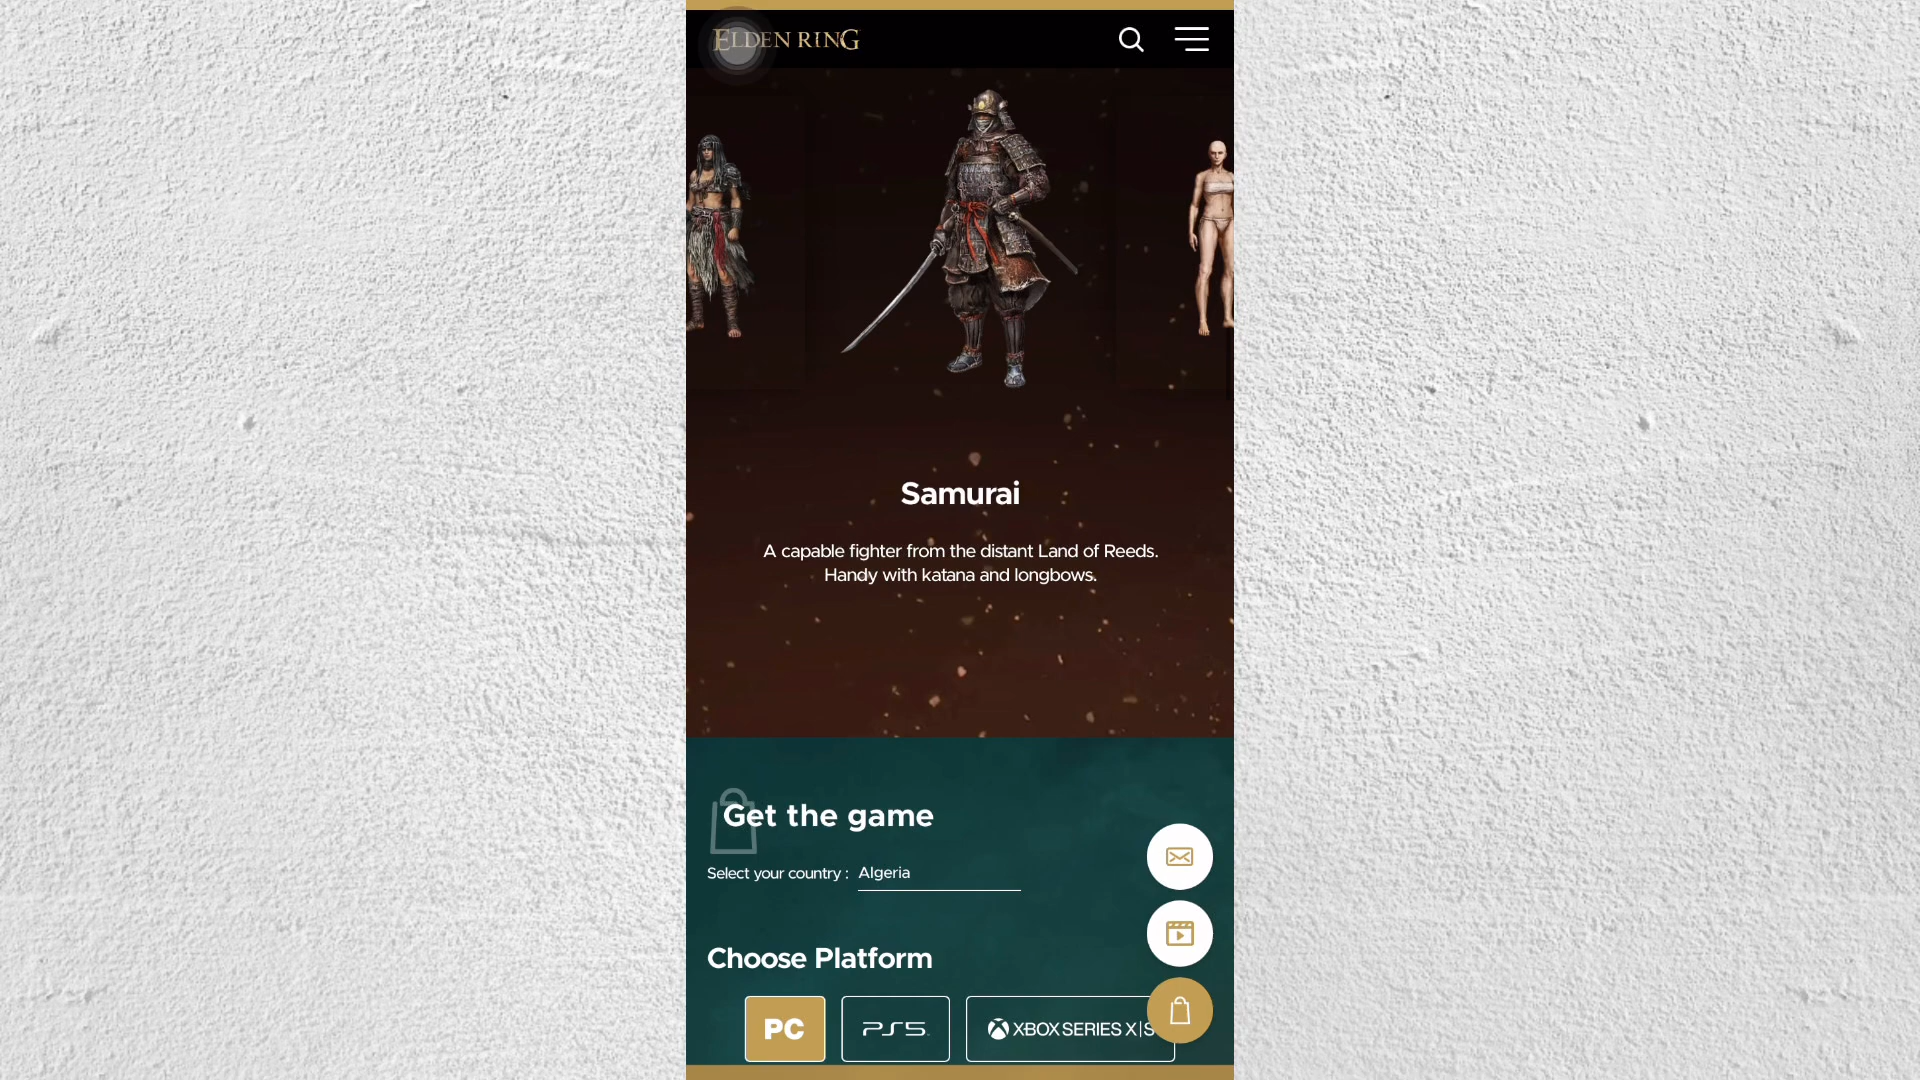 ELDEN RING
Samurai
A capable fighter from the distant Land of Reeds.
Handy with katana and longbows.
Get the game
Select your country : Algeria
Choose Platform
PC PS5 XBOX SERIES X|S